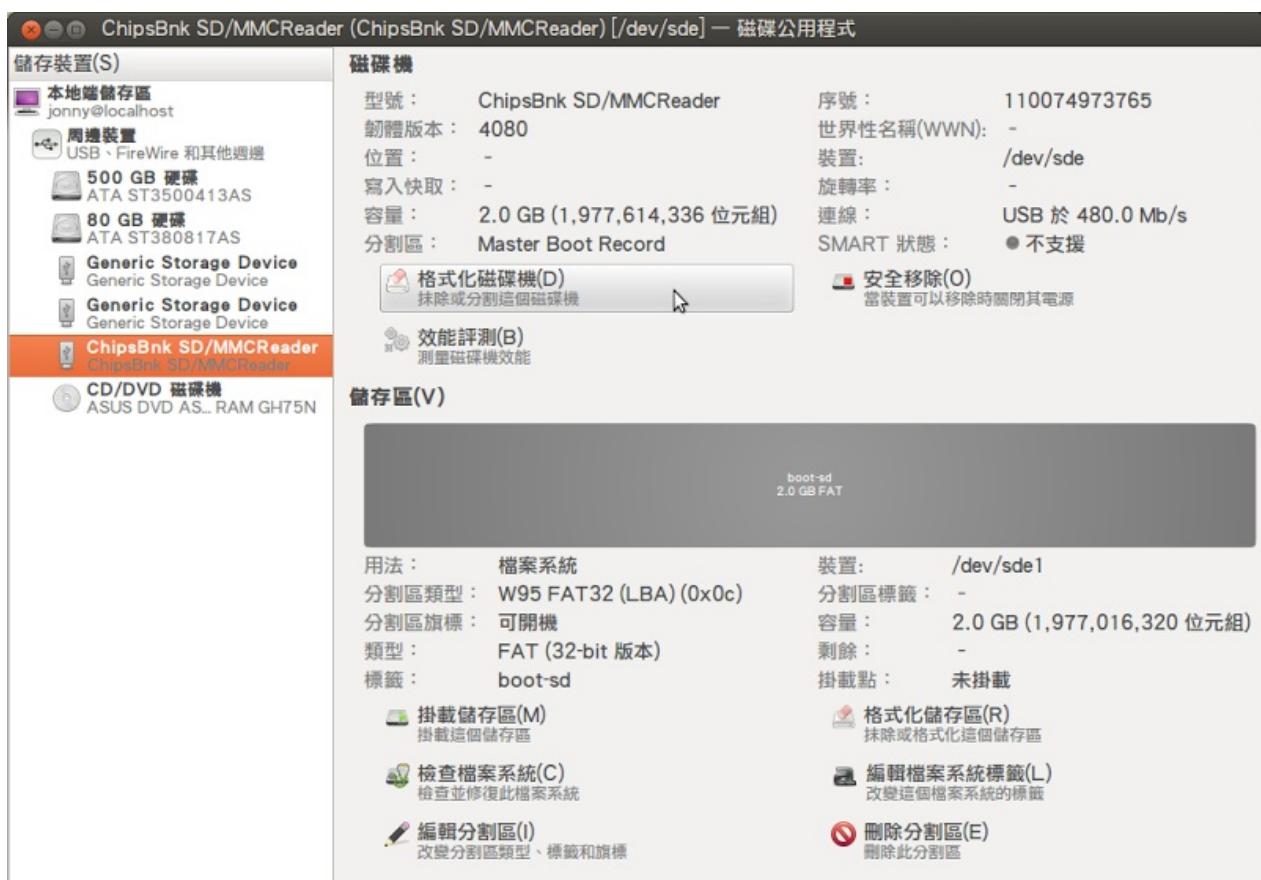 ChipsBnk SD/MMCReader (ChipsBnk SD/MMCReader) [/dev/sde] — 磁碟公用程式
儲存裝置(S)
本地端儲存區
jonny@localhost
周邊裝置
USB、FireWire 和其他週邊
500 GB 硬碟
ATA ST3500413AS
80 GB 硬碟
ATA ST380817AS
Generic Storage Device
Generic Storage Device
Generic Storage Device
Generic Storage Device
ChipsBnk SD/MMCReader
ChipsBnk SD/MMCReader
CD/DVD 磁碟機
ASUS DVD AS... RAM GH75N
磁碟機
型號： ChipsBnk SD/MMCReader 序號： 110074973765
韌體版本： 4080 世界性名稱(WWN): -
位置： - 裝置: /dev/sde
寫入快取： - 旋轉率： -
容量： 2.0 GB (1,977,614,336 位元組) 連線： USB 於 480.0 Mb/s
分割區： Master Boot Record SMART 狀態： 不支援
格式化磁碟機(D) 安全移除(O)
抹除或分割這個磁碟機 當裝置可以移除時關閉其電源
效能評測(B)
測量磁碟機效能
儲存區(V)
boot-sd
2.0 GB FAT
用法： 檔案系統 裝置: /dev/sde1
分割區類型： W95 FAT32 (LBA) (0x0c) 分割區標籤： -
分割區旗標： 可開機 容量： 2.0 GB (1,977,016,320 位元組)
類型： FAT (32-bit 版本) 剩餘： -
標籤： boot-sd 掛載點： 未掛載
掛載儲存區(M) 格式化儲存區(R)
掛載這個儲存區 抹除或格式化這個儲存區
檢查檔案系統(C) 編輯檔案系統標籤(L)
檢查並修復此檔案系統 改變這個檔案系統的標籤
編輯分割區(I) 刪除分割區(E)
改變分割區類型、標籤和旗標 刪除此分割區